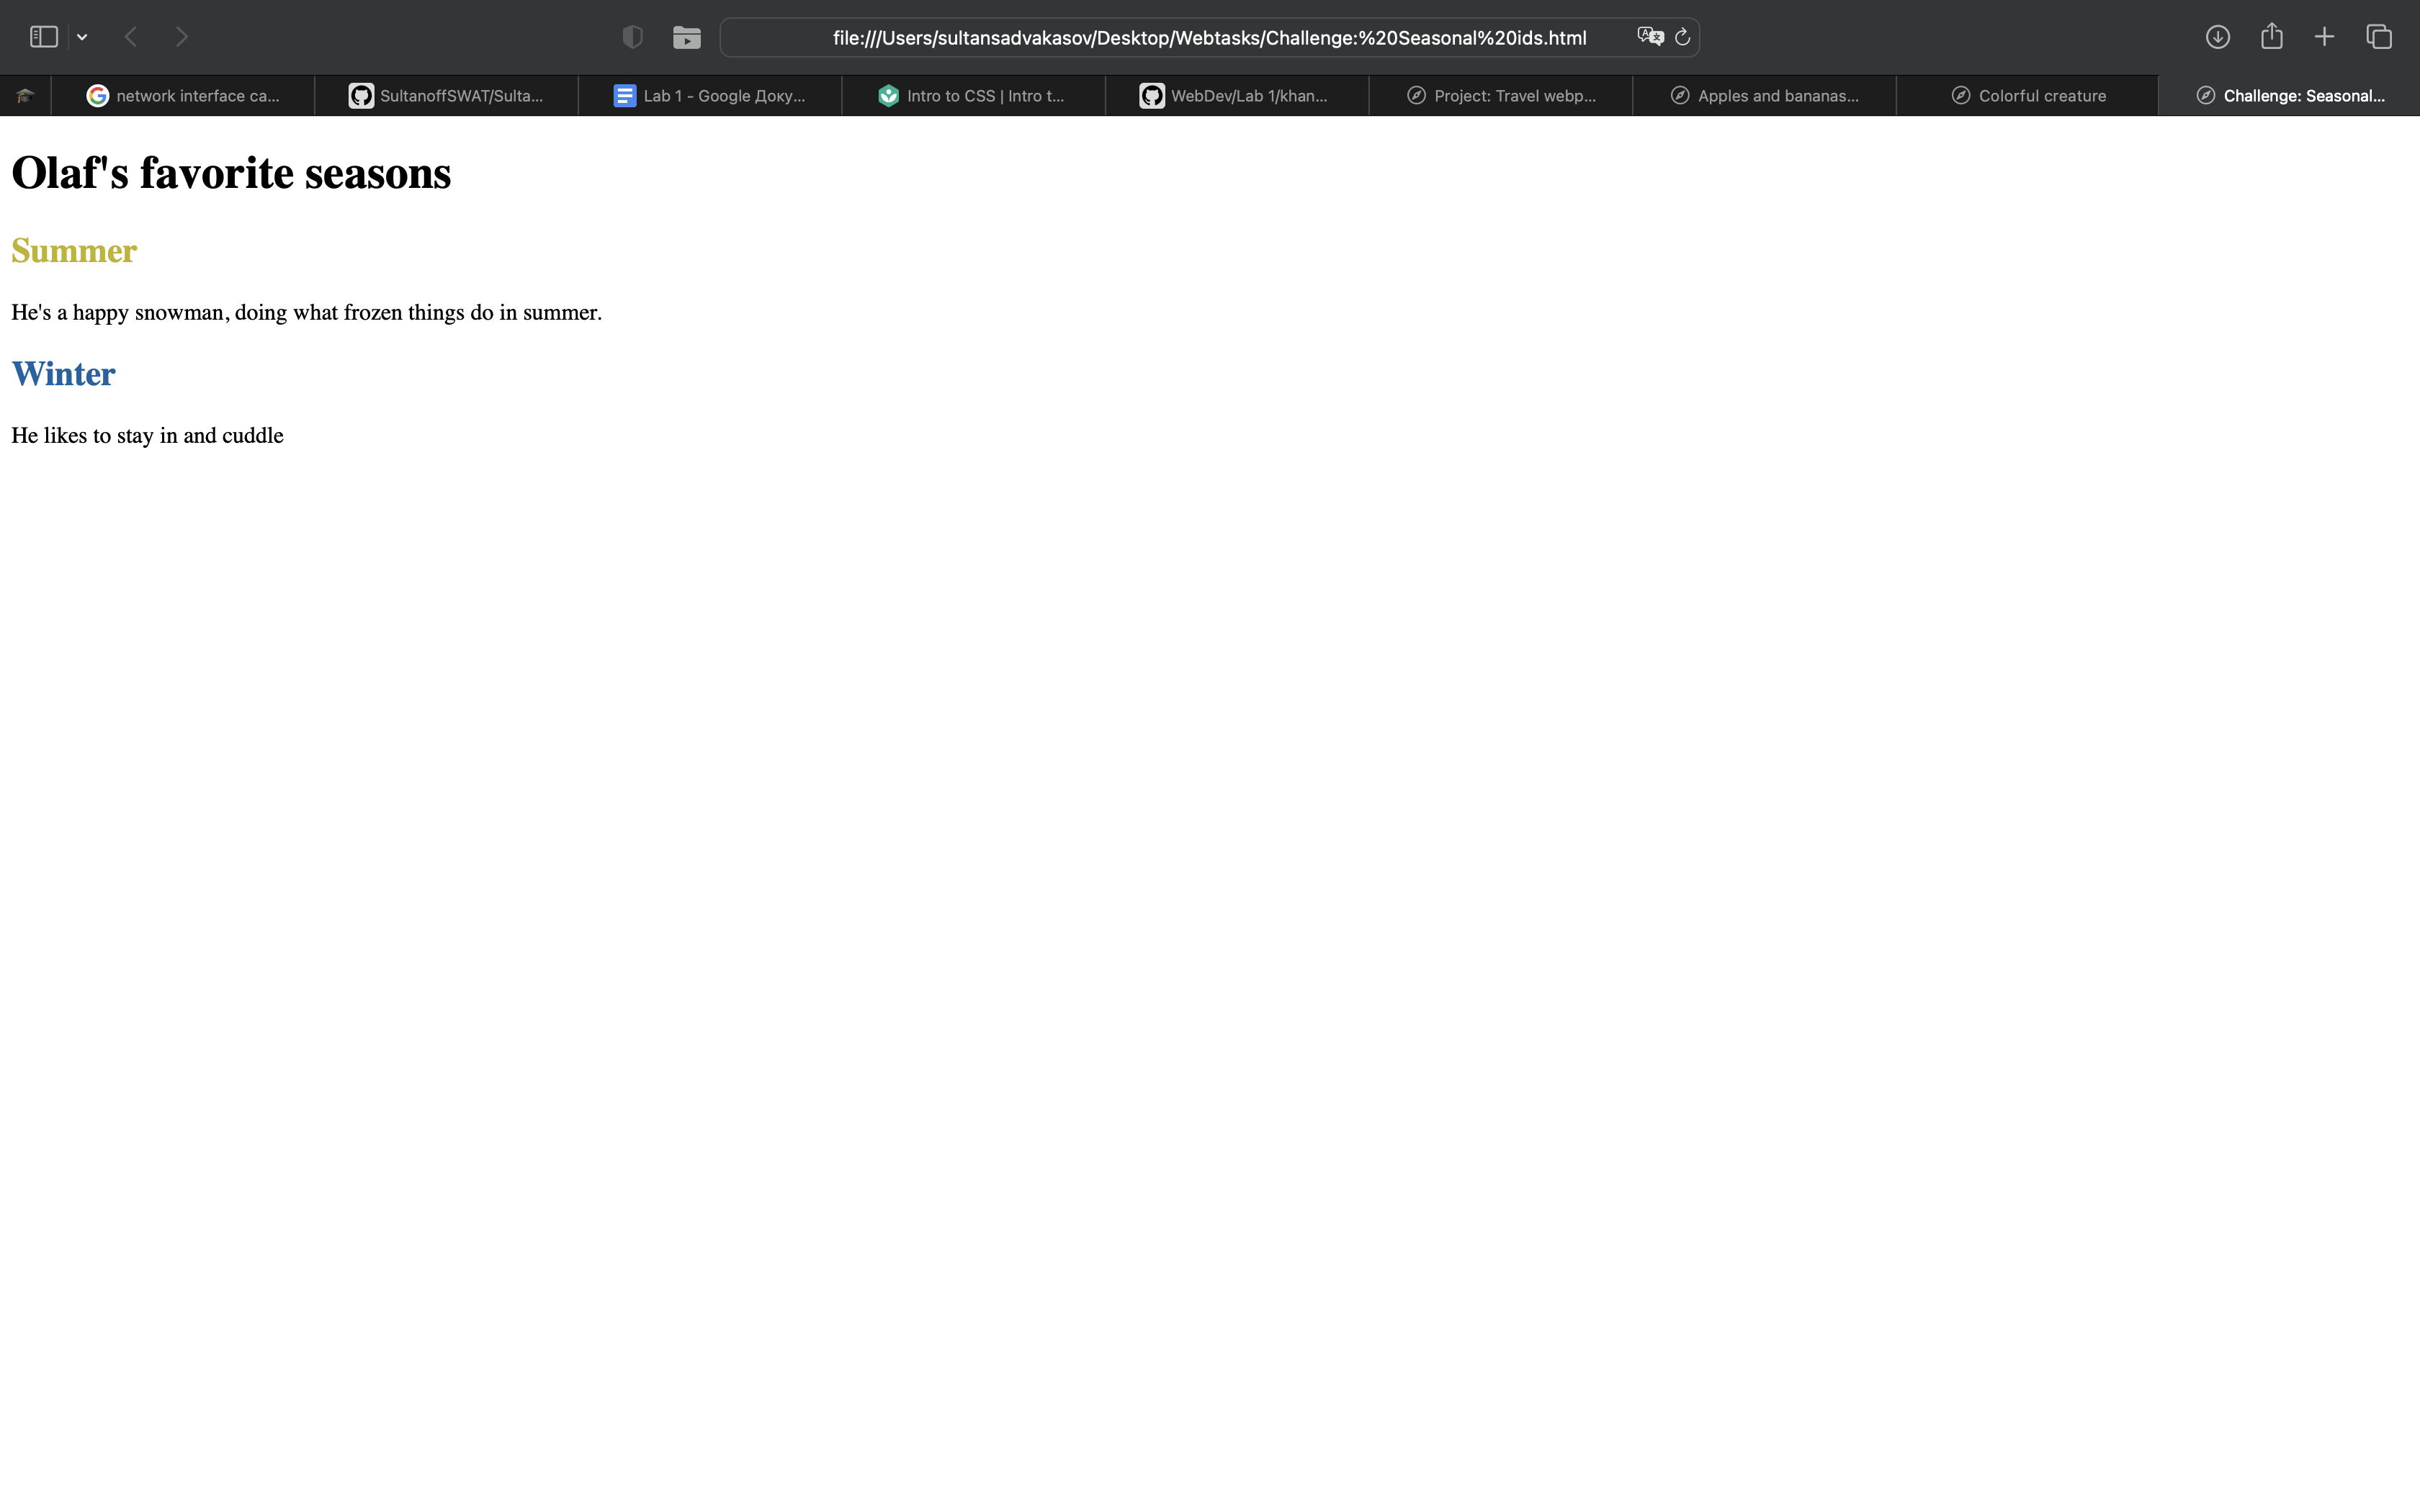 file:///Users/sultansadvakasov/Desktop/Webtasks/Challenge:%20Seasonal%20ids.html
network interface ca...
SultanoffSWAT/Sulta...
Lab 1 - Google Доку...
Intro to CSS | Intro t...
WebDev/Lab 1/khan...
Project: Travel webp...
Apples and bananas...
Colorful creature
Challenge: Seasonal...
Olaf's favorite seasons
Summer
He's a happy snowman, doing what frozen things do in summer.
Winter
He likes to stay in and cuddle